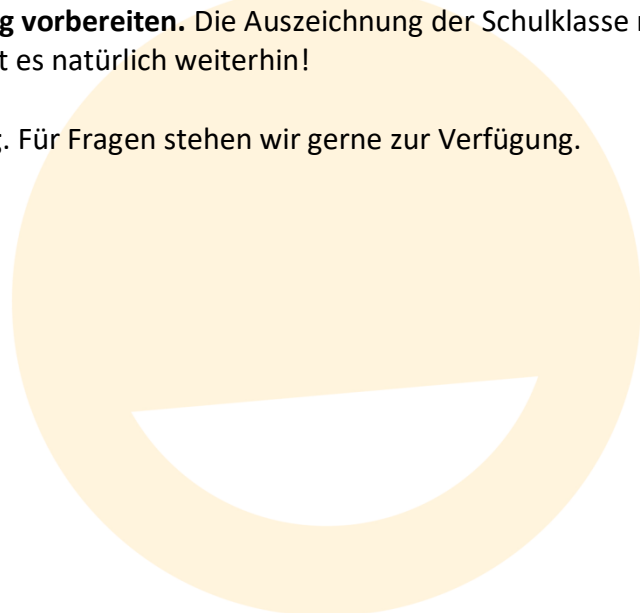 g vorbereiten. Die Auszeichnung der Schulklasse
t es natürlich weiterhin!
g. Für Fragen stehen wir gerne zur Verfügung.